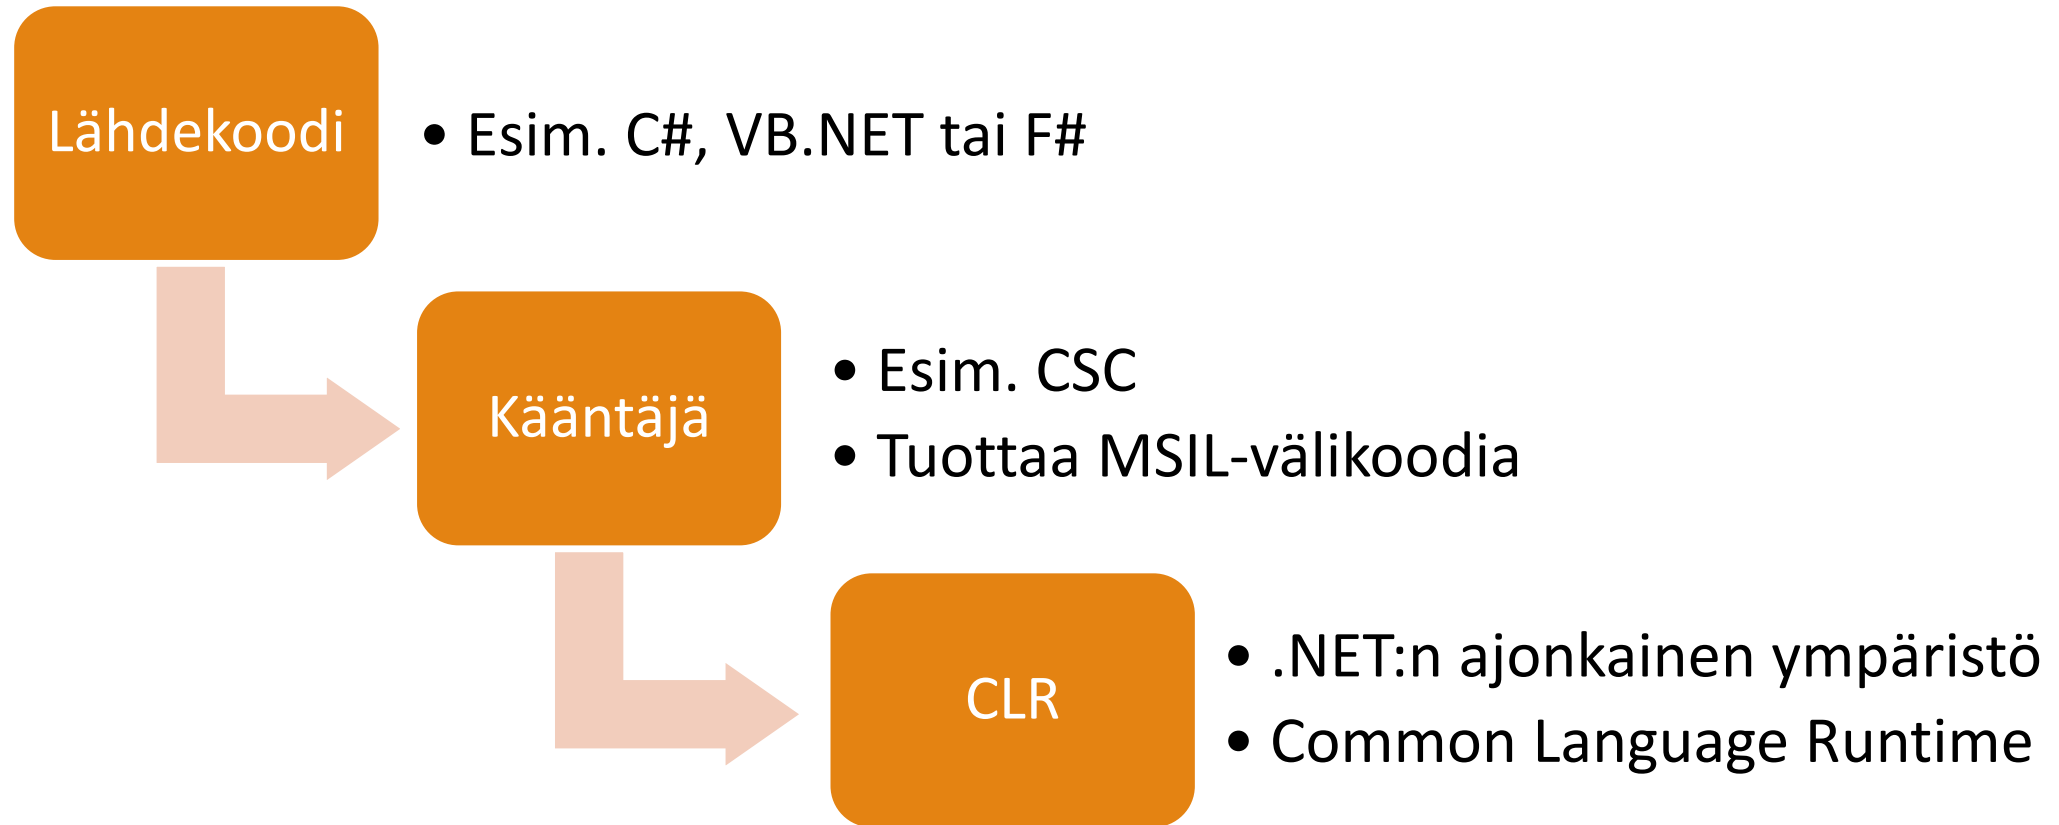 Lähdekoodi
• Esim. C#, VB.NET tai F#
Kääntäjä
• Esim. CSC
• Tuottaa MSIL-välikoodia
CLR
• .NET:n ajonkainen ympäristö
• Common Language Runtime